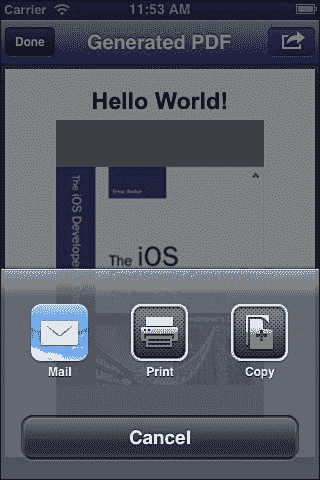 Carrier 11:53 AM
Done Generated PDF
Hello World!
The iOS Develope
The iOS
Mail Print Copy
Cancel